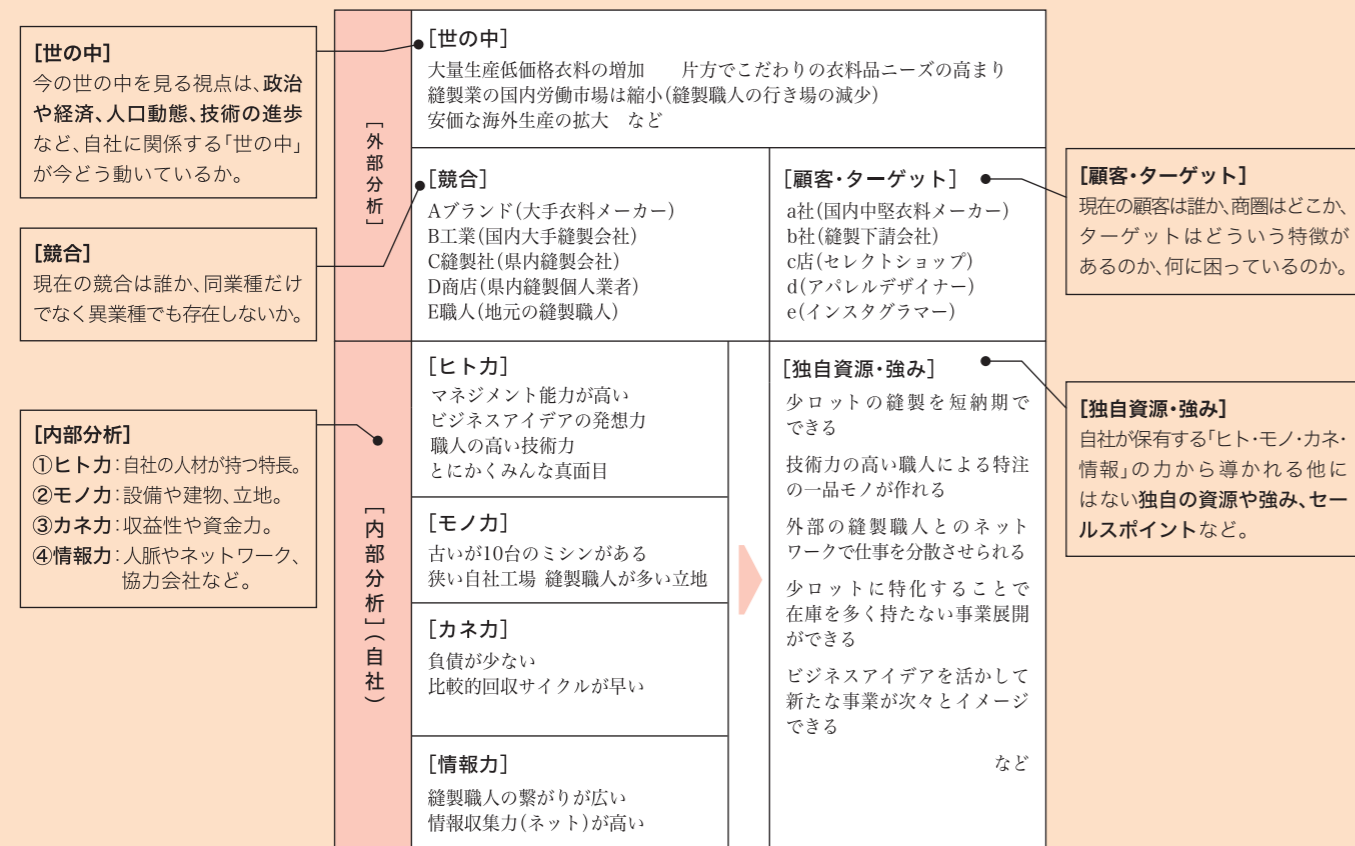 [世の中]
今の世の中を見る視点は、政治
や経済、人口動態、技術の進歩
など、自社に関係する「世の中」
が今どう動いているか。
[競合]
現在の競合は誰か、同業種だけ
でなく異業種でも存在しないか。
[内部分析]
①ヒト力：自社の人材が持つ特長。
②モノ力：設備や建物、立地。
③カネ力：収益性や資金力。
④情報力：人脈やネットワーク、
協力会社など。
[外部分析]
[世の中]
大量生産低価格衣料の増加　片方でこだわりの衣料品ニーズの高まり
縫製業の国内労働市場は縮小(縫製職人の行き場の減少)
安価な海外生産の拡大　など
[競合]
Aブランド(大手衣料メーカー)
B工業(国内大手縫製会社)
C縫製社(県内縫製会社)
D商店(県内縫製個人業者)
E職人(地元の縫製職人)
[顧客・ターゲット]
a社(国内中堅衣料メーカー)
b社(縫製下請会社)
c店(セレクトショップ)
d(アパレルデザイナー)
e(インスタグラマー)
[内部分析](自社)
[ヒト力]
マネジメント能力が高い
ビジネスアイデアの発想力
職人の高い技術力
とにかくみんな真面目
[モノ力]
古いが10台のミシンがある
狭い自社工場 縫製職人が多い立地
[カネ力]
負債が少ない
比較的回収サイクルが早い
[情報力]
縫製職人の繋がりが広い
情報収集力(ネット)が高い
[独自資源・強み]
少ロットの縫製を短納期で
できる
技術力の高い職人による特注
の一品モノが作れる
外部の縫製職人とのネット
ワークで仕事を分散させられる
少ロットに特化することで
在庫を多く持たない事業展開
ができる
ビジネスアイデアを活かして
新たな事業が次々とイメージ
できる
など
[顧客・ターゲット]
現在の顧客は誰か、商圏はどこか、
ターゲットはどういう特徴が
あるのか、何に困っているのか。
[独自資源・強み]
自社が保有する「ヒト・モノ・カネ・
情報」の力から導かれる他に
はない独自の資源や強み、セー
ルスポイントなど。